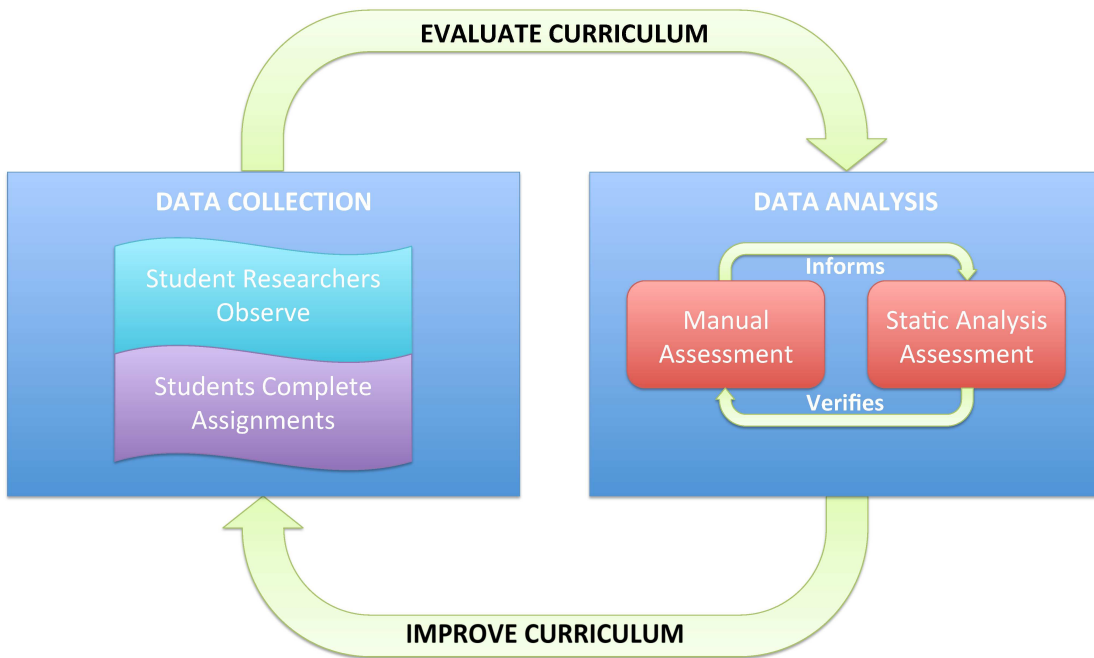 EVALUATE CURRICULUM
DATA COLLECTION
Student Researchers
Observe
Students Complete
Assignments
DATA ANALYSIS
Informs
Manual
Assessment
Static Analysis
Assessment
Verifies
IMPROVE CURRICULUM